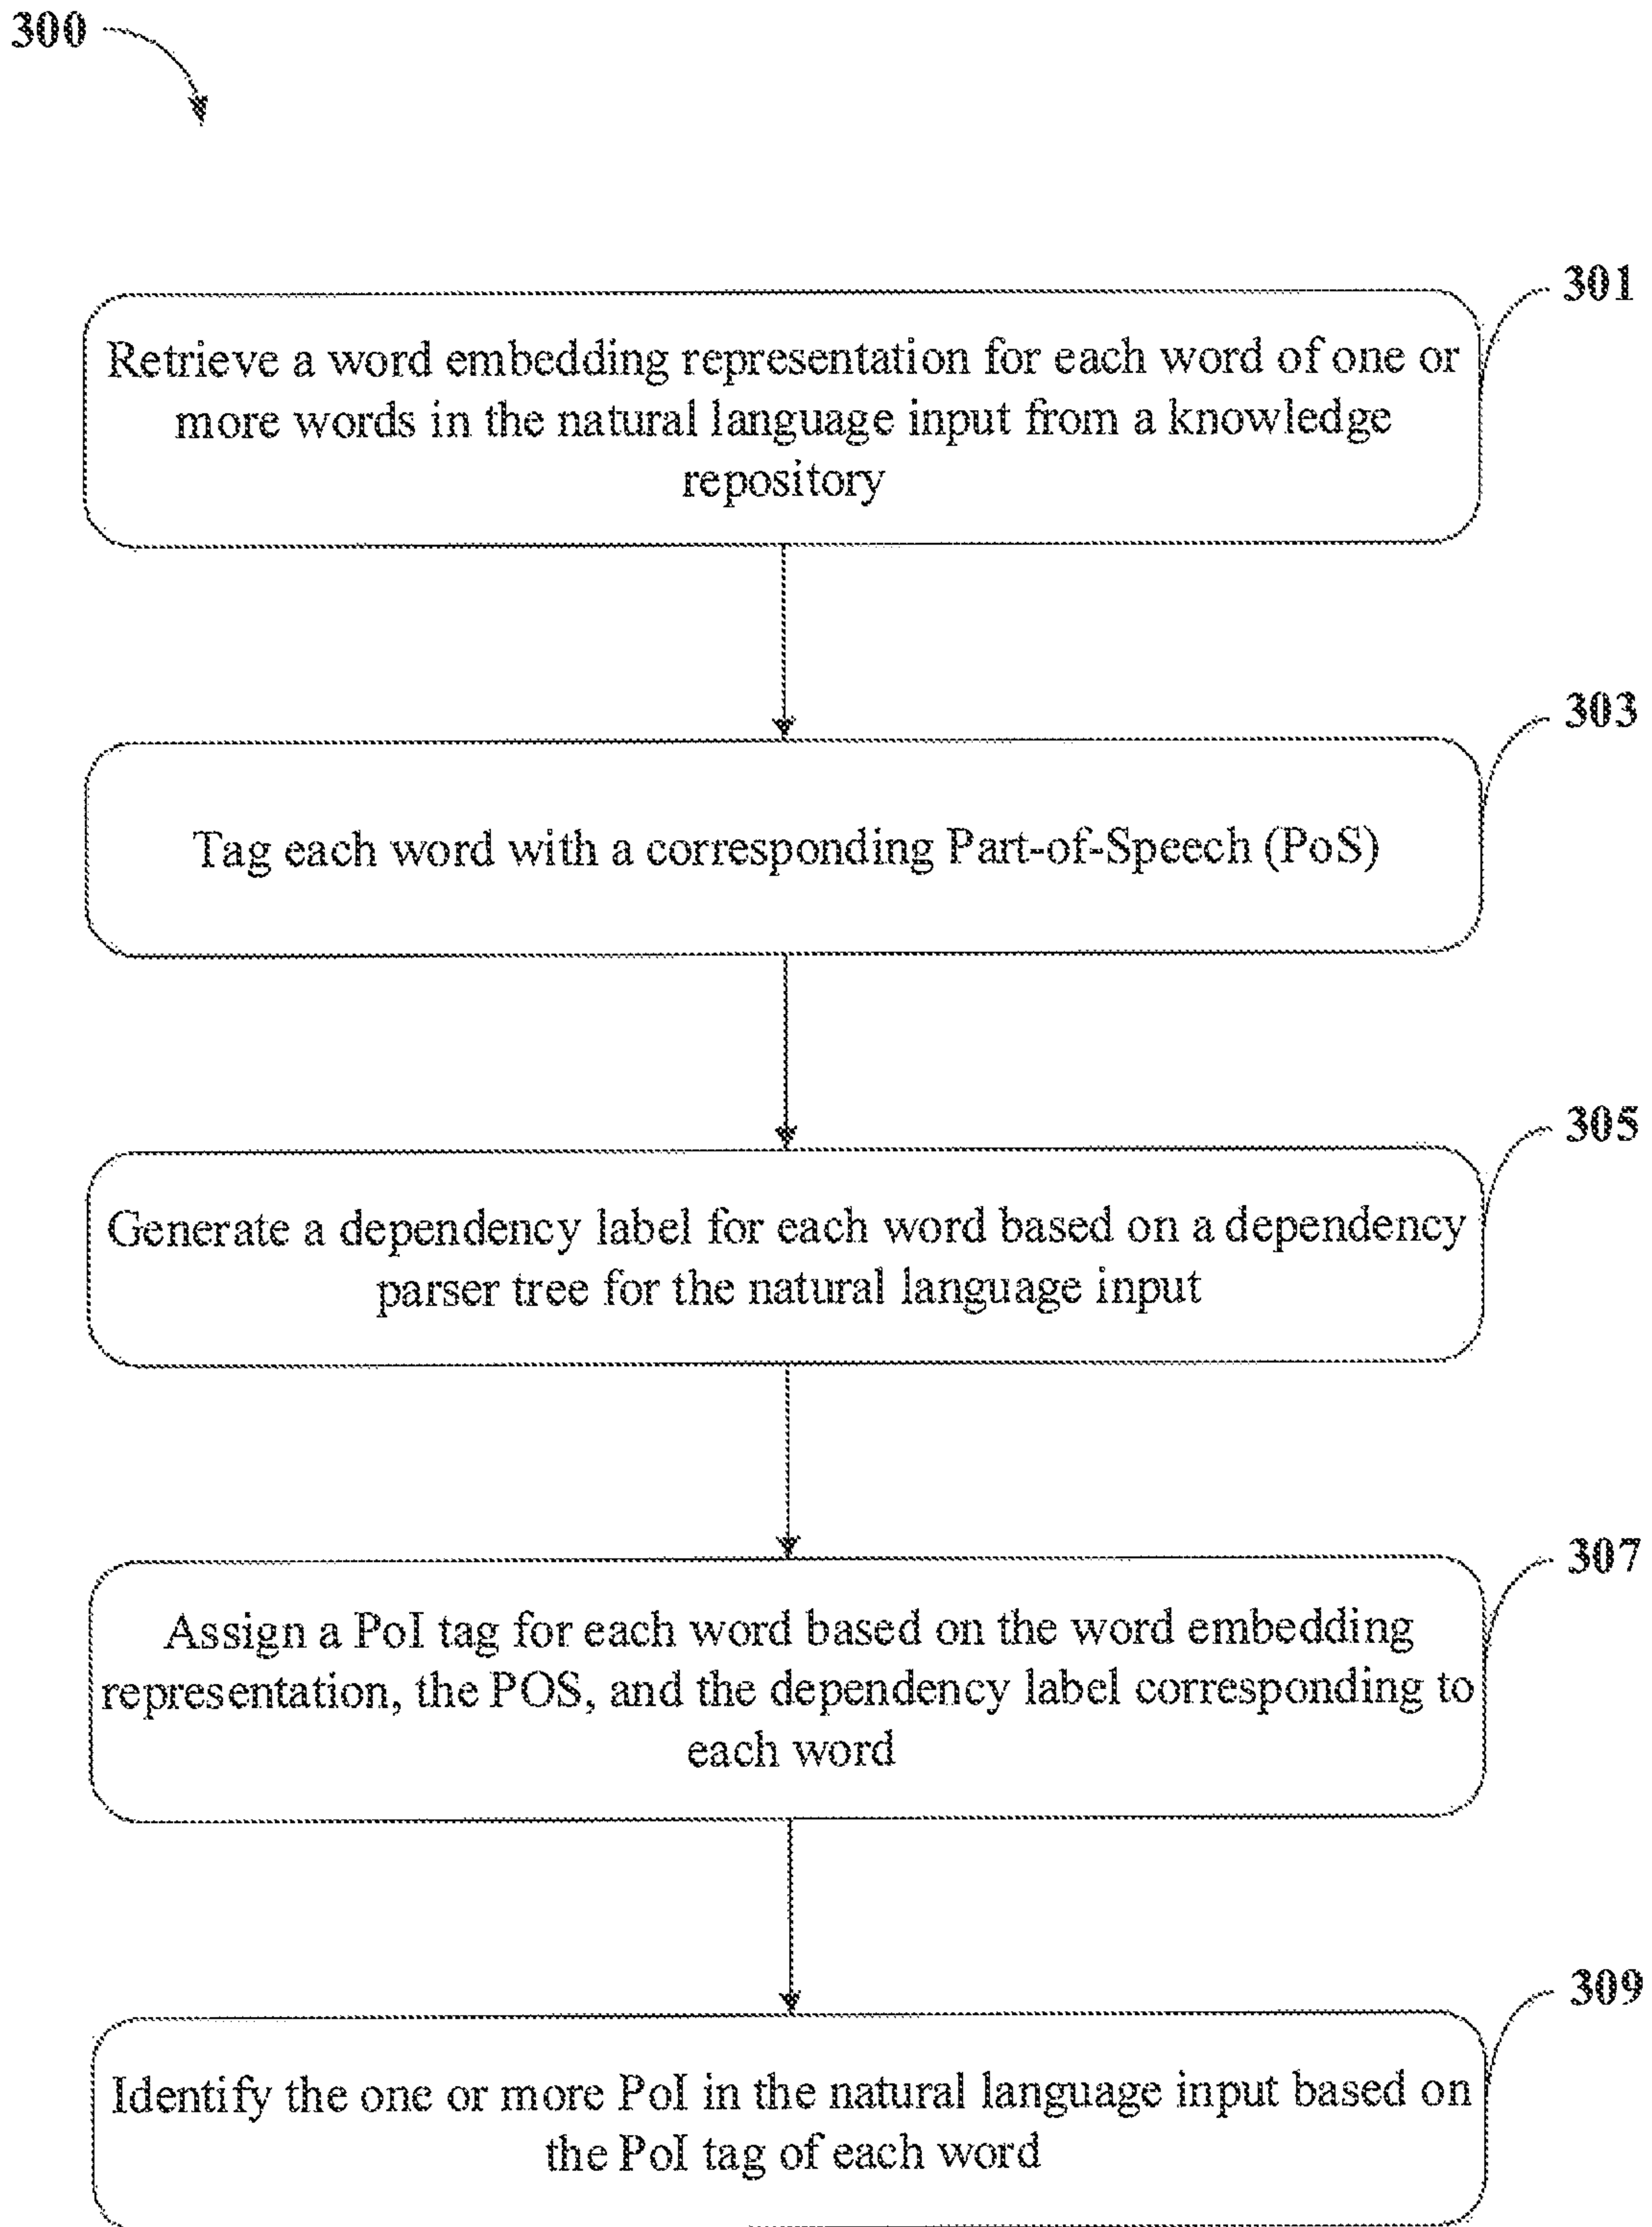 300
301
Retrieve a word embedding representation for each word of one or
more words in the natural language input from a knowledge
repository
303
Tag each word with a corresponding Part-of-Speech (PoS)
305
Generate a dependency label for each word based on a dependency
parser tree for the natural language input
307
Assign a PoI tag for each word based on the word embedding
representation, the POS, and the dependency label corresponding to
each word
309
Identify the one or more PoI in the natural language input based on
the PoI tag of each word